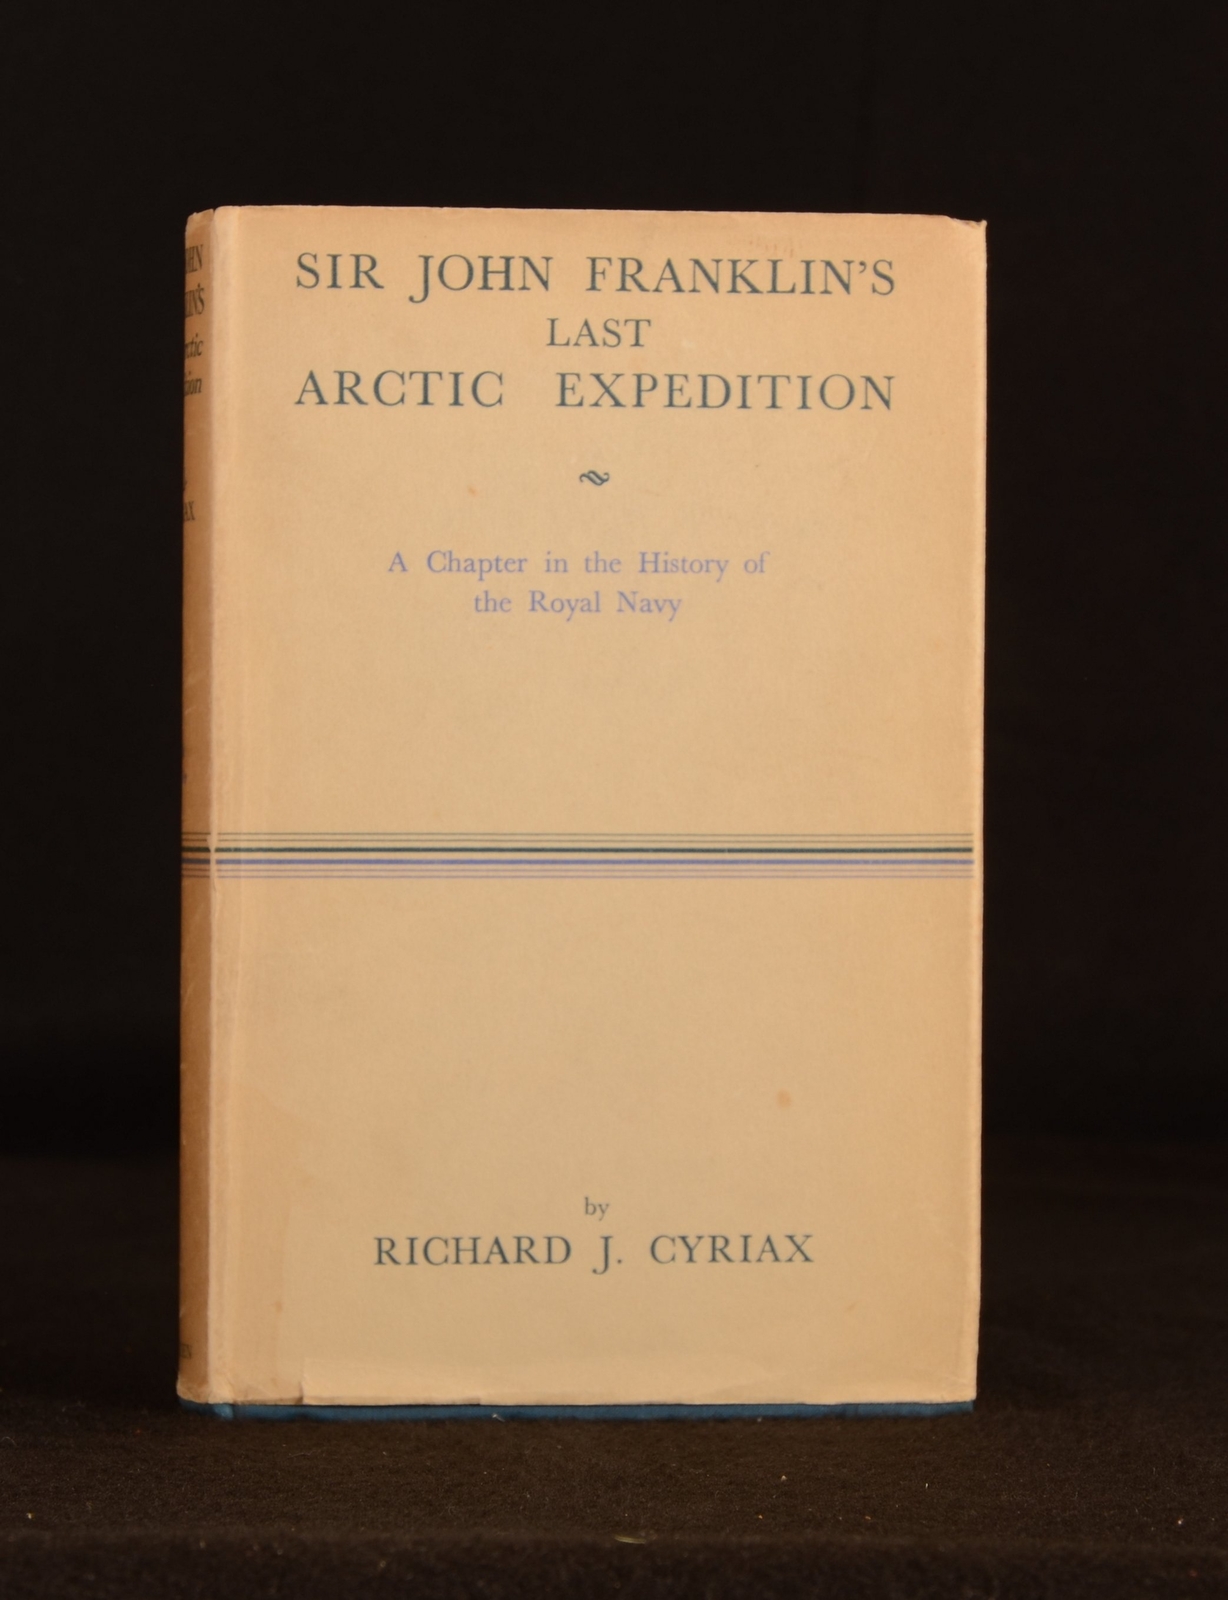 SIR JOHN FRANKLIN'S
LAST
ARCTIC EXPEDITION
A Chapter in the History of
the Royal Navy
by
RICHARD J. CYRIAX